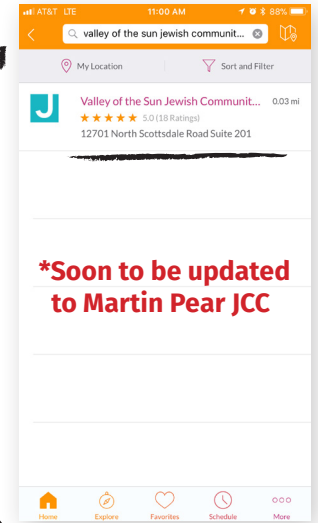 AT&T LTE 11:00 AM 88%
valley of the sun jewish communit...
My Location Sort and Filter
J
Valley of the Sun Jewish Communit... 0.03 mi
5.0 (18 Ratings)
12701 North Scottsdale Road Suite 201
*Soon to be updated
to Martin Pear JCC
Home Explore Favorites Schedule More